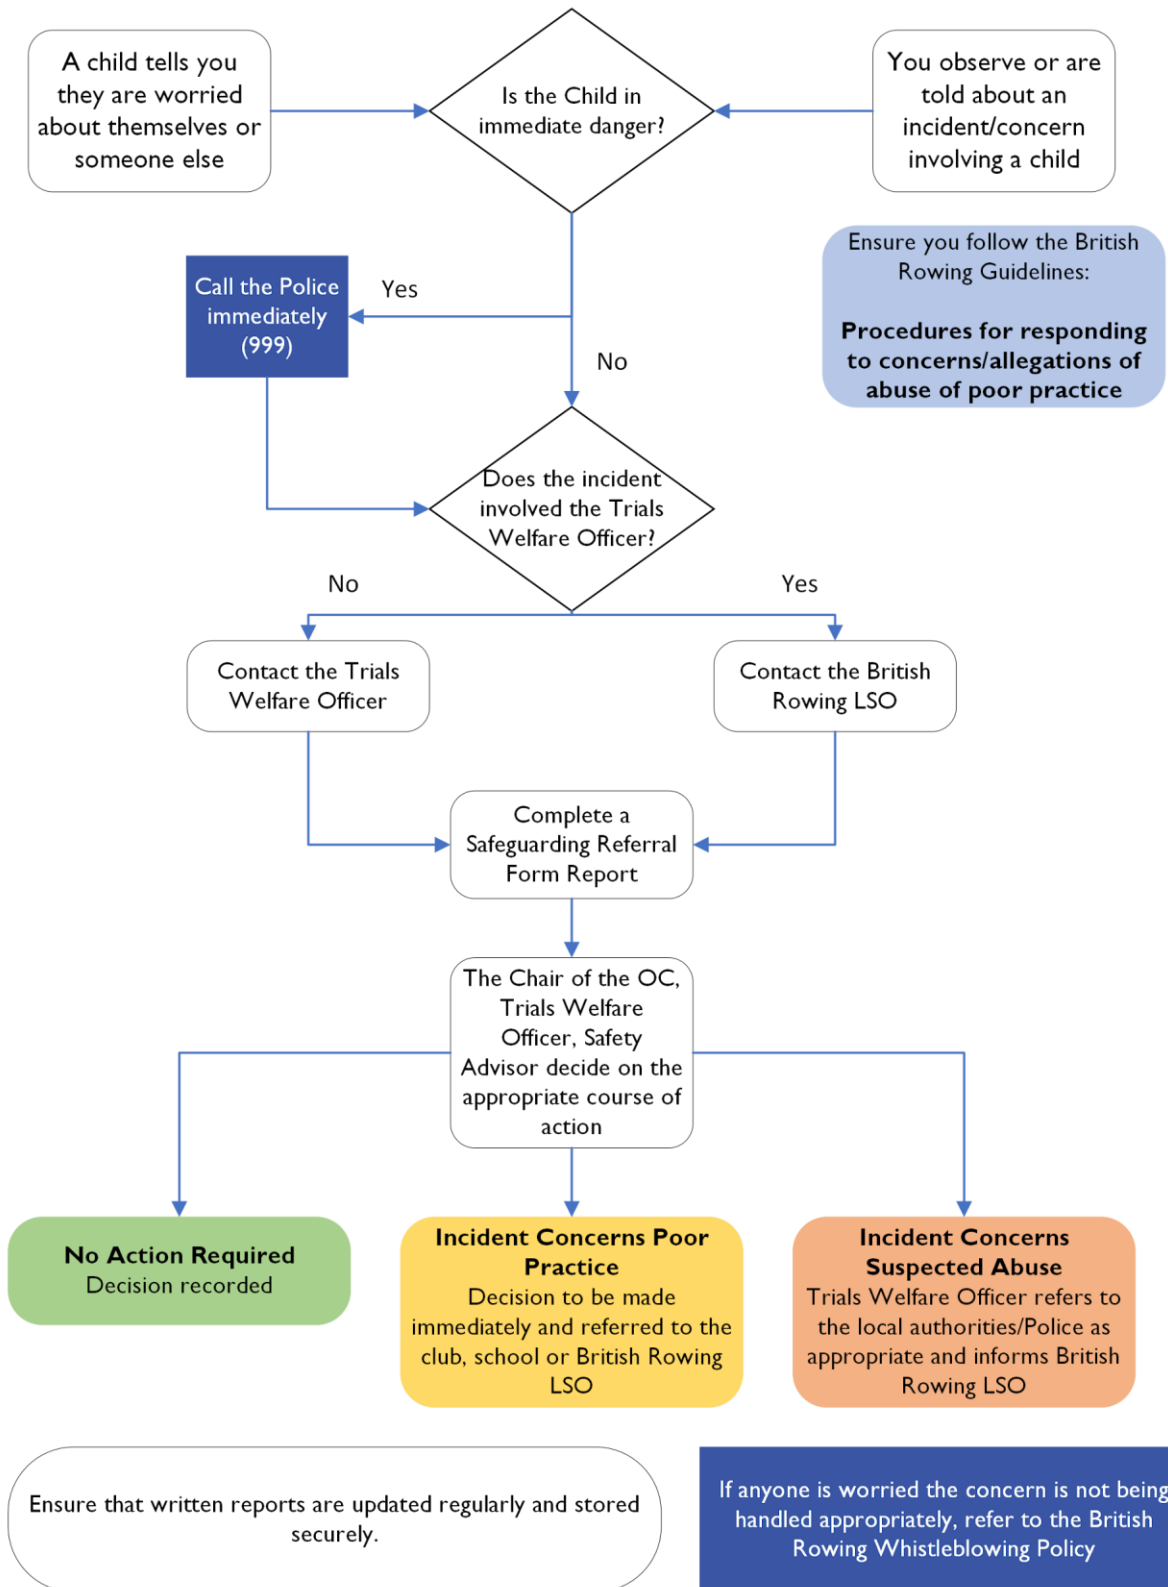 A child tells you
they are worried
about themselves or
someone else
Is the Child in
immediate danger?
You observe or are
told about an
incident/concern
involving a child
Ensure you follow the British
Rowing Guidelines:
Procedures for responding
to concerns/allegations of
abuse of poor practice
Call the Police
immediately
(999)
Yes
No
Does the incident
involved the Trials
Welfare Officer?
No
Yes
Contact the Trials
Welfare Officer
Contact the British
Rowing LSO
Complete a
Safeguarding Referral
Form Report
The Chair of the OC,
Trials Welfare
Officer, Safety
Advisor decide on the
appropriate course of
action
No Action Required
Decision recorded
Incident Concerns Poor
Practice
Decision to be made
immediately and referred to the
club, school or British Rowing
LSO
Incident Concerns
Suspected Abuse
Trials Welfare Officer refers to
the local authorities/Police as
appropriate and informs British
Rowing LSO
Ensure that written reports are updated regularly and stored
securely.
If anyone is worried the concern is not being
handled appropriately, refer to the British
Rowing Whistleblowing Policy